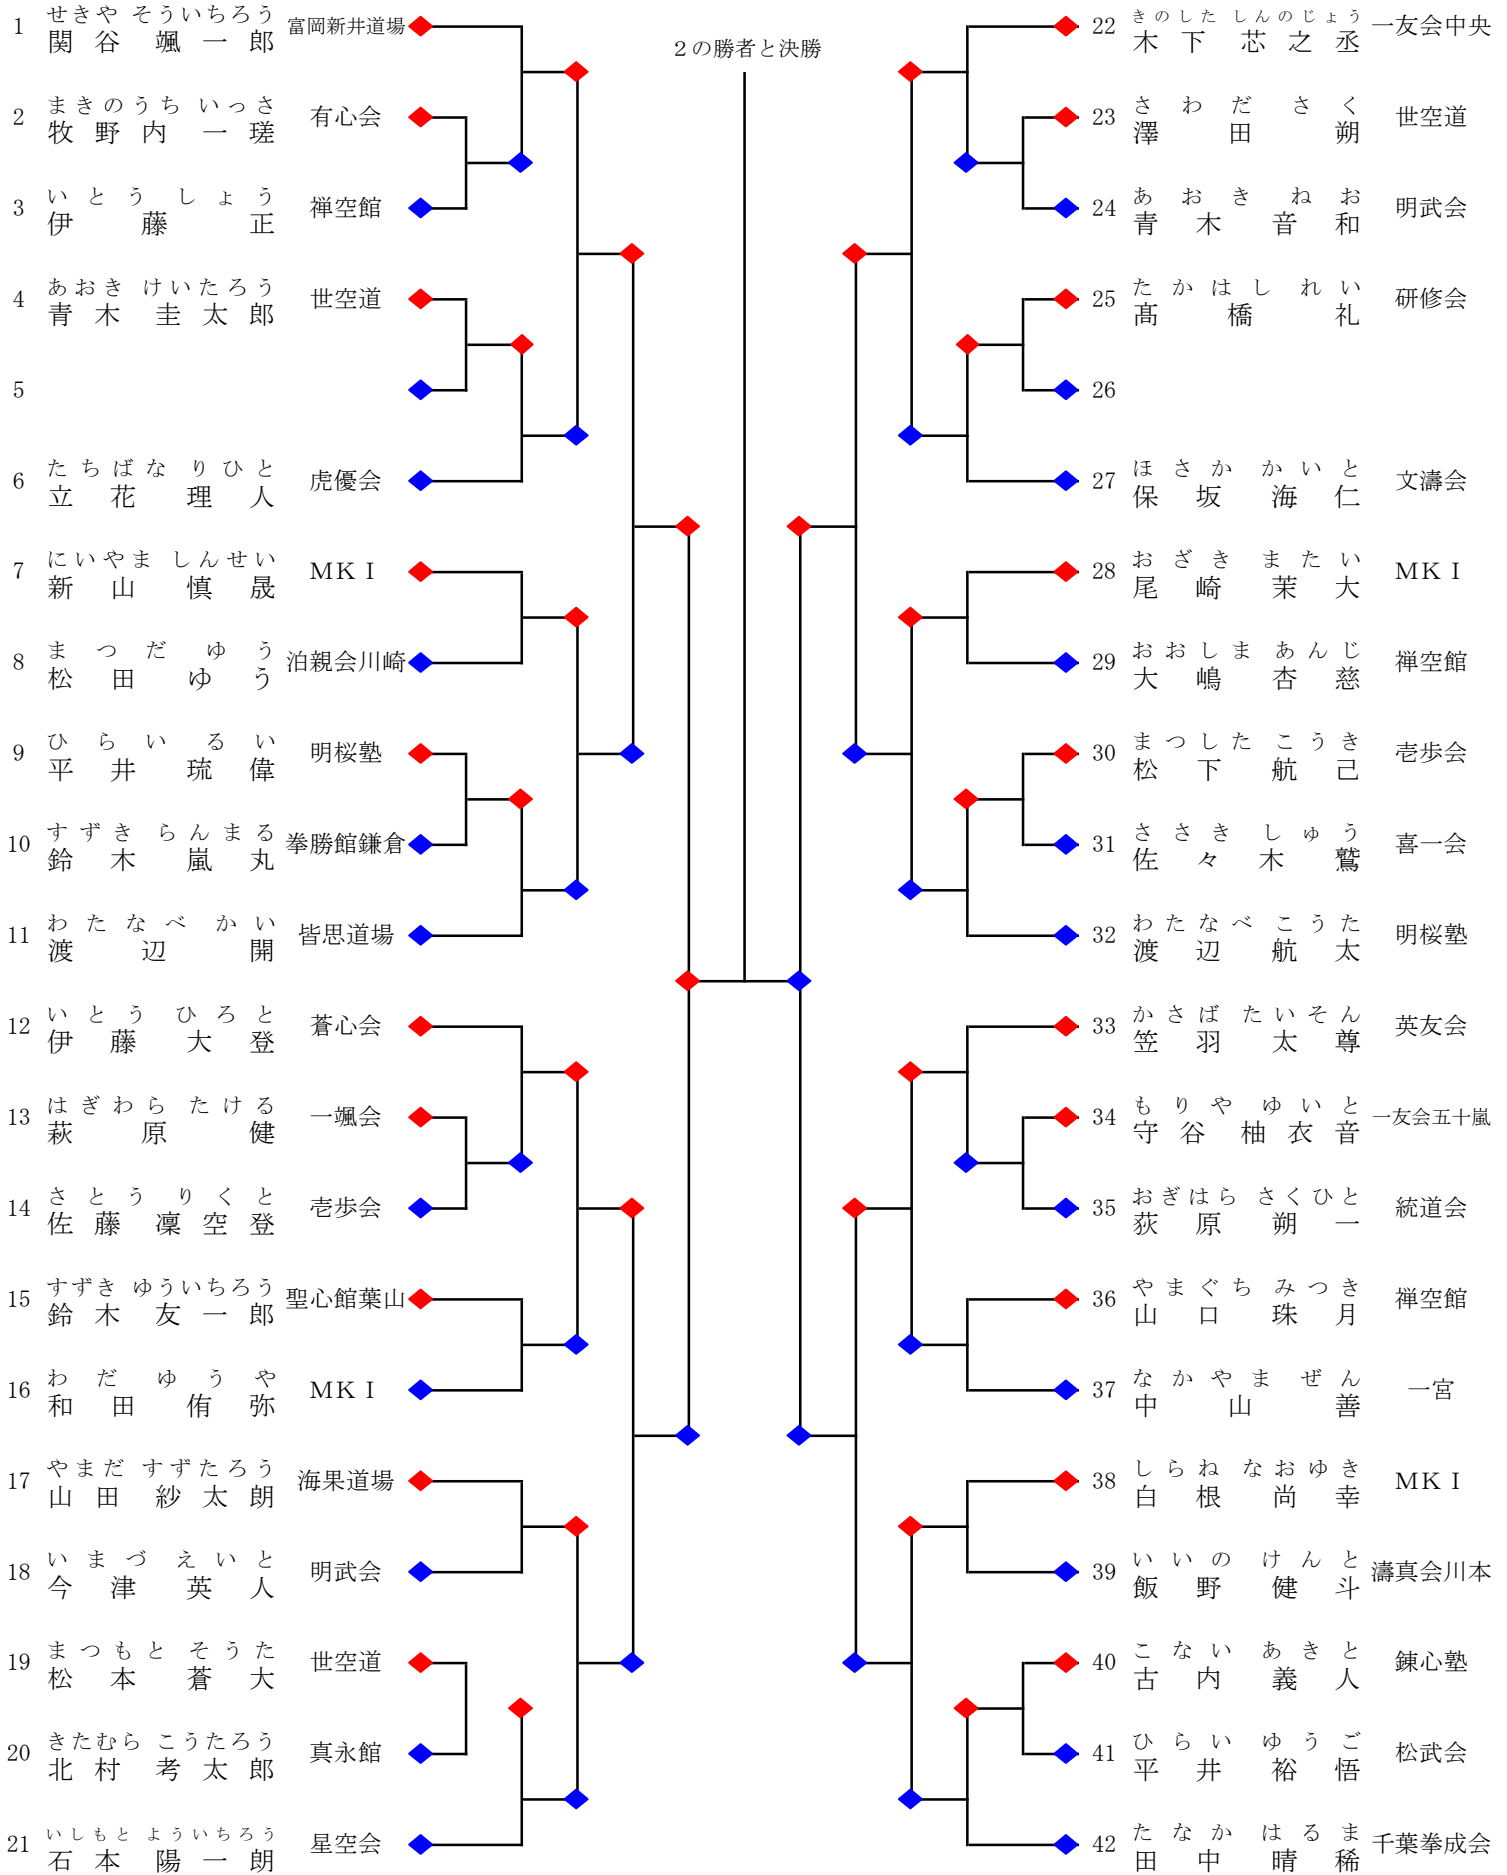 ２の勝者と決勝
1 せきや そういちろう 富岡新井道場
関谷 颯一郎
2 まきのうち いっさ 有心会
牧野内 一瑳
3 いとう しょう 禅空館
伊藤 正
4 あおき けいたろう 世空道
青木 圭太郎
5
6 たちばな りひと 虎優会
立花 理人
7 にいやま しんせい ＭＫＩ
新山 慎晟
8 まつだ ゆう 泊親会川崎
松田 ゆう
9 ひらい るい 明桜塾
平井 琉偉
10 すずき らんまる 拳勝館鎌倉
鈴木 嵐丸
11 わたなべ かい 皆思道場
渡辺 開
12 いとう ひろと 蒼心会
伊藤 大登
13 はぎわら たける 一颯会
萩原 健
14 さとう りくと 壱歩会
佐藤 凜空登
15 すずき ゆういちろう 聖心館葉山
鈴木 友一郎
16 わだ ゆうや ＭＫＩ
和田 侑弥
17 やまだ すずたろう 海果道場
山田 紗太朗
18 いまづ えいと 明武会
今津 英人
19 まつもと そうた 世空道
松本 蒼大
20 きたむら こうたろう 真永館
北村 考太郎
21 いしもと よういちろう 星空会
石本 陽一朗
22 きのした しんのじょう 一友会中央
木下 芯之丞
23 さわだ さく 世空道
澤田 朔
24 あおき ねお 明武会
青木 音和
25 たかはし れい 研修会
髙橋 礼
26
27 ほさか かいと 文濤会
保坂 海仁
28 おざき またい ＭＫＩ
尾崎 茉大
29 おおしま あんじ 禅空館
大嶋 杏慈
30 まつした こうき 壱歩会
松下 航己
31 ささき しゅう 喜一会
佐々木 鷲
32 わたなべ こうた 明桜塾
渡辺 航太
33 かさば たいそん 英友会
笠羽 太尊
34 もりや ゆいと 一友会五十嵐
守谷 柚衣音
35 おぎはら さくひと 統道会
荻原 朔一
36 やまぐち みつき 禅空館
山口 珠月
37 なかやま ぜん 一宮
中山 善
38 しらね なおゆき ＭＫＩ
白根 尚幸
39 いいの けんと 濤真会川本
飯野 健斗
40 こない あきと 錬心塾
古内 義人
41 ひらい ゆうご 松武会
平井 裕悟
42 たなか はるま 千葉拳成会
田中 晴稀